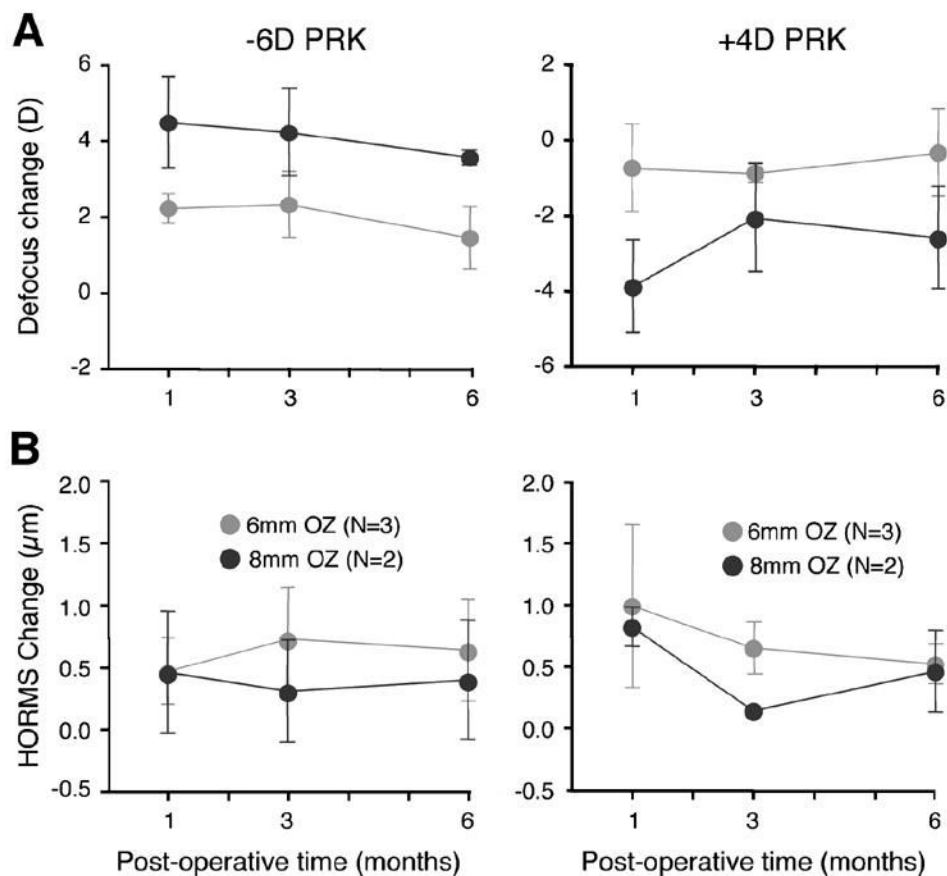 A
-6D PRK
+4D PRK
Defocus change (D)
6
4
2
0
-2
1
3
6
2
0
-2
-4
-6
1
3
6
B
HORMS Change (µm)
2.0
1.5
1.0
0.5
0.0
-0.5
6mm OZ (N=3)
8mm OZ (N=2)
1
3
6
Post-operative time (months)
2.0
1.5
1.0
0.5
0.0
-0.5
6mm OZ (N=3)
8mm OZ (N=2)
1
3
6
Post-operative time (months)